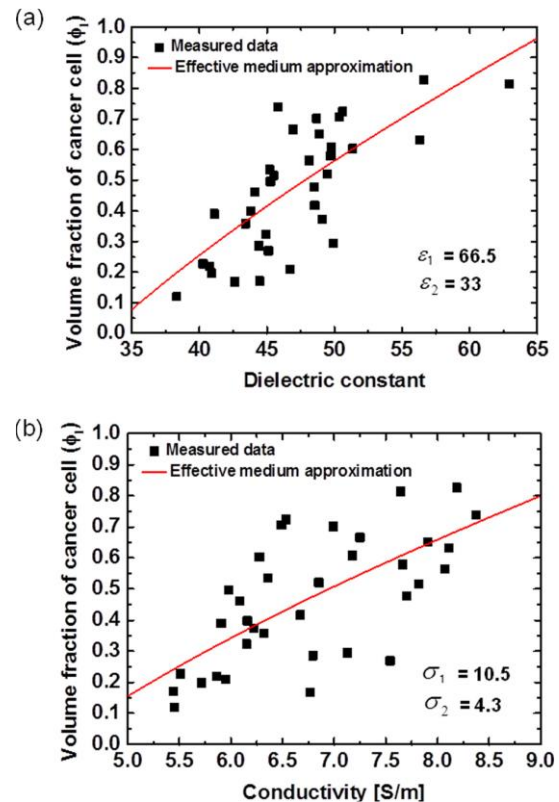 (a)
1.0
0.9
0.8
0.7
0.6
0.5
0.4
0.3
0.2
0.1
0.0
Volume fraction of cancer cell (ϕI)
Measured data
Effective medium approximation
ε1 = 66.5
ε2 = 33
35 40 45 50 55 60 65
Dielectric constant
(b)
1.0
0.9
0.8
0.7
0.6
0.5
0.4
0.3
0.2
0.1
0.0
Volume fraction of cancer cell (ϕI)
Measured data
Effective medium approximation
σ1 = 10.5
σ2 = 4.3
5.0 5.5 6.0 6.5 7.0 7.5 8.0 8.5 9.0
Conductivity [S/m]